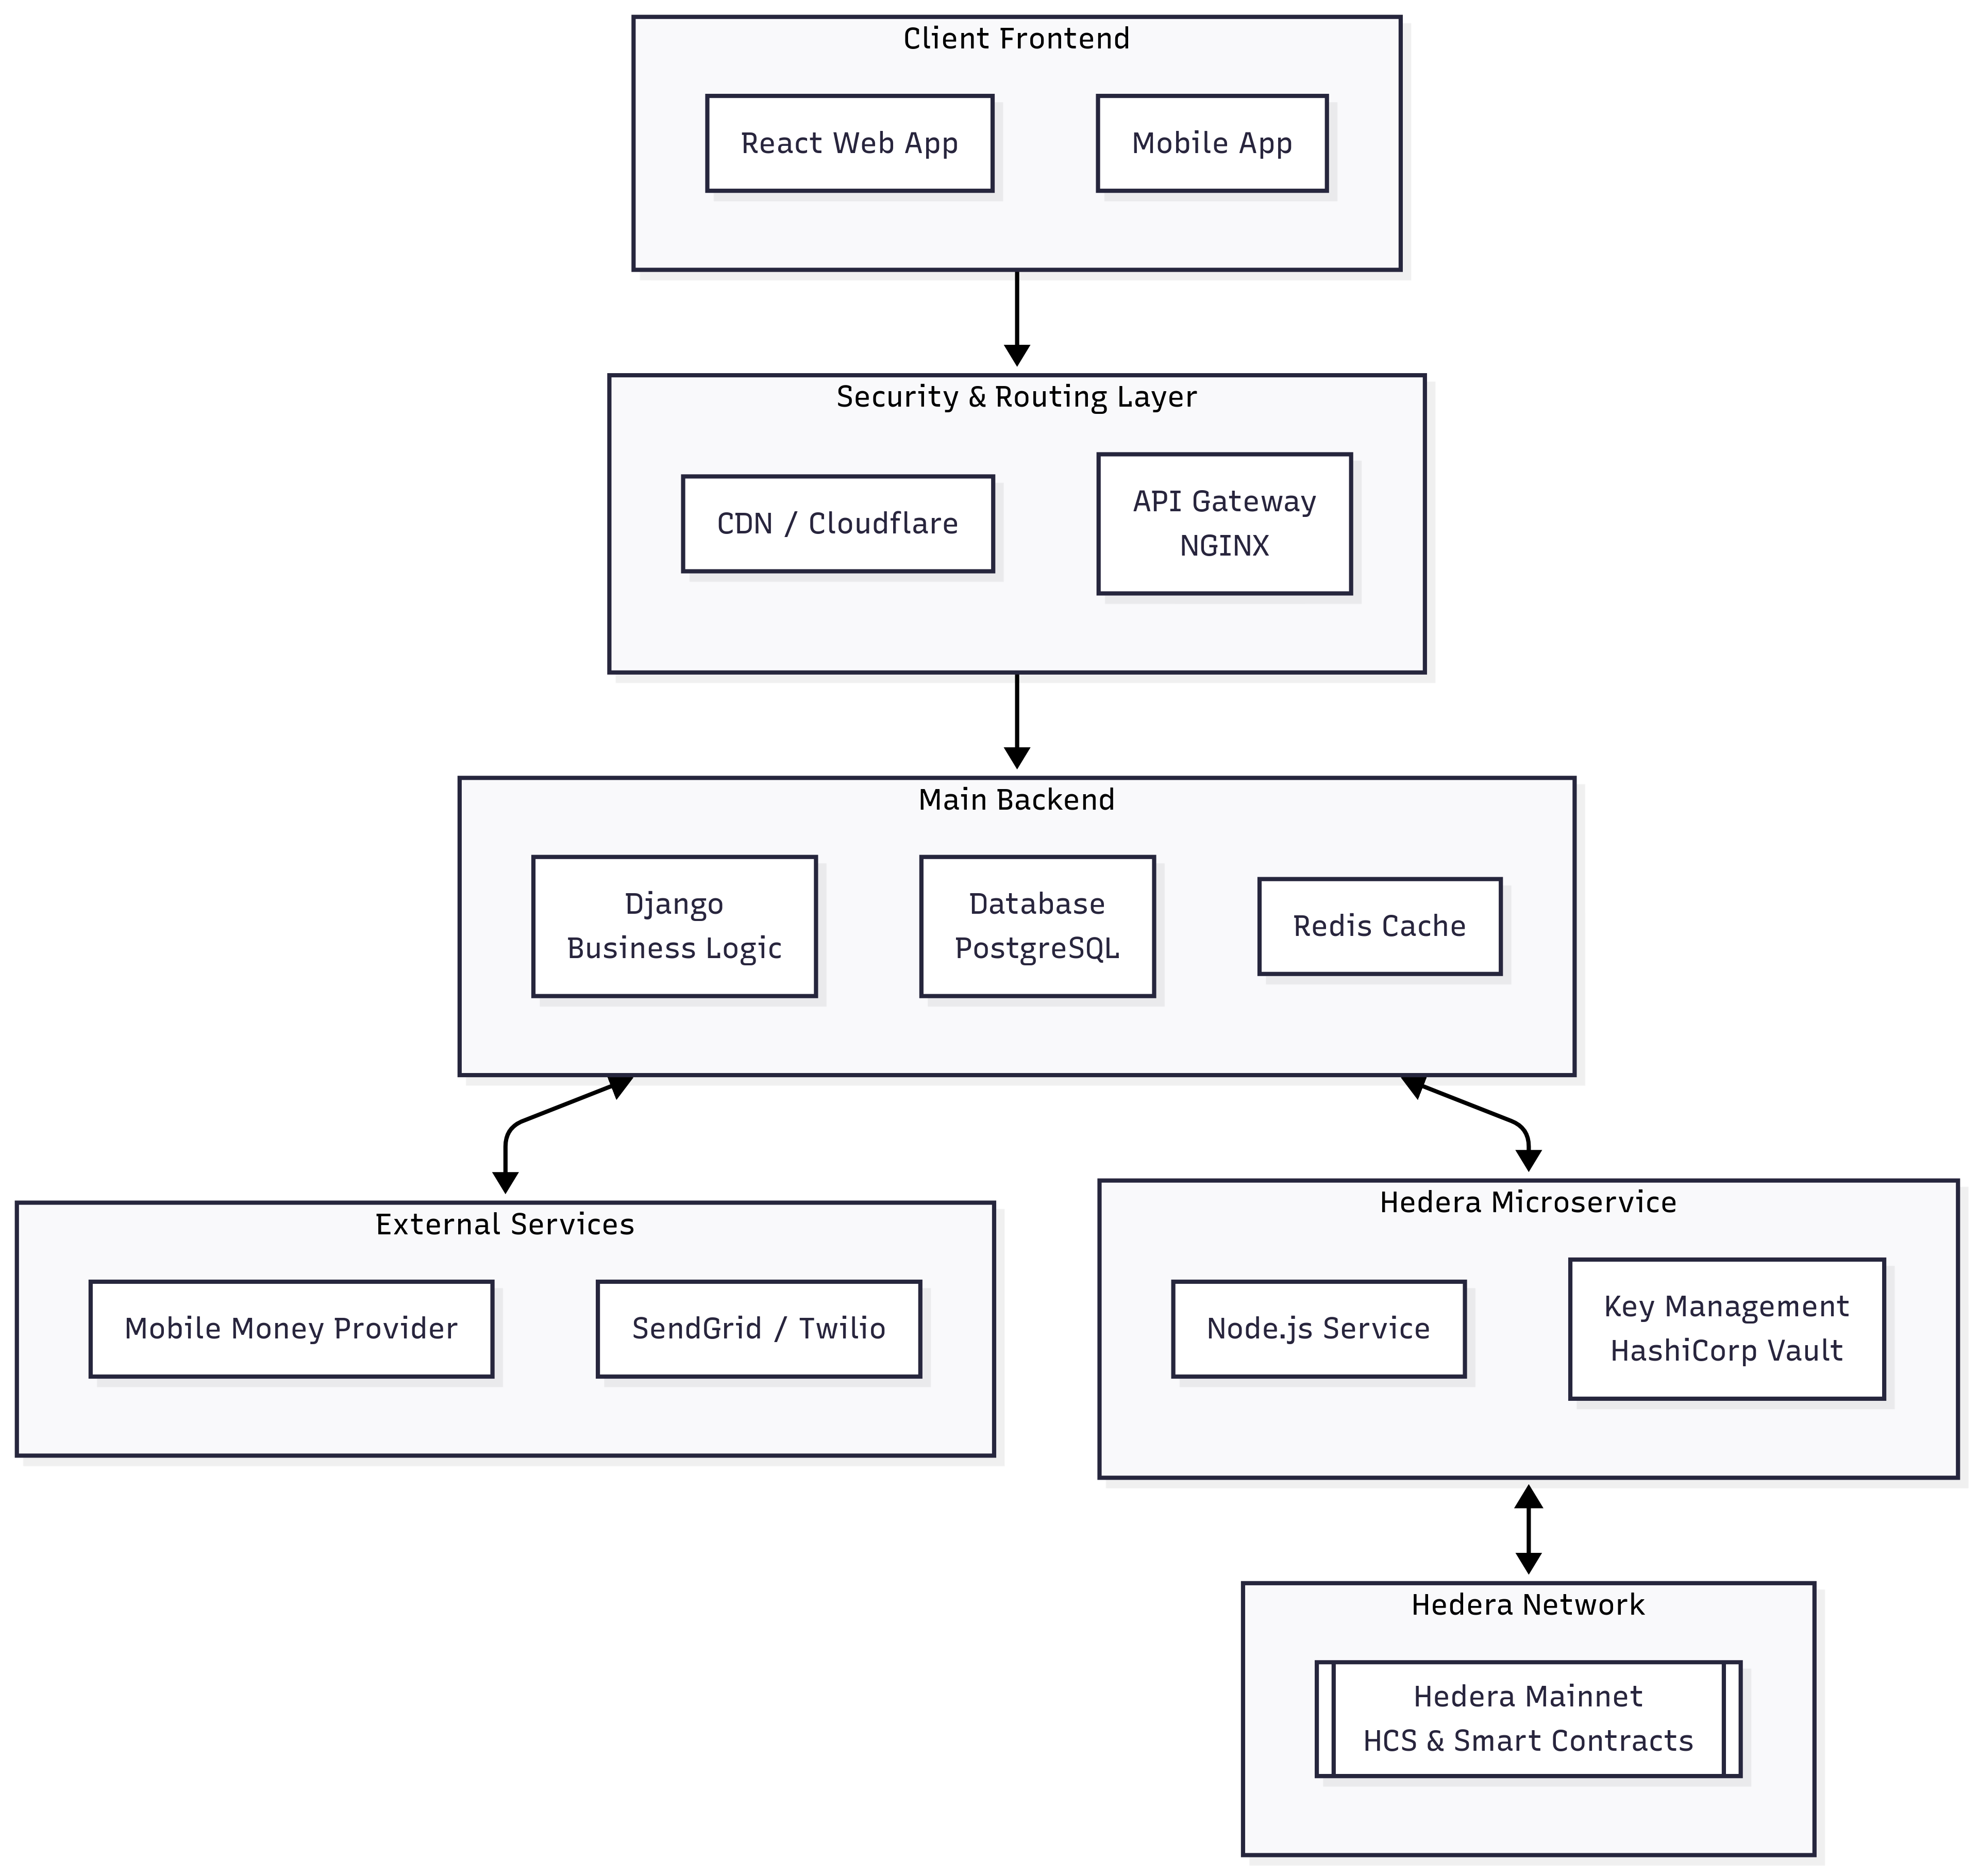 Client Frontend
React Web App
Mobile App
Security & Routing Layer
CDN / Cloudflare
API Gateway
NGINX
Main Backend
Django
Business Logic
Database
PostgreSQL
Redis Cache
External Services
Mobile Money Provider
SendGrid / Twilio
Hedera Microservice
Node.js Service
Key Management
HashiCorp Vault
Hedera Network
Hedera Mainnet
HCS & Smart Contracts